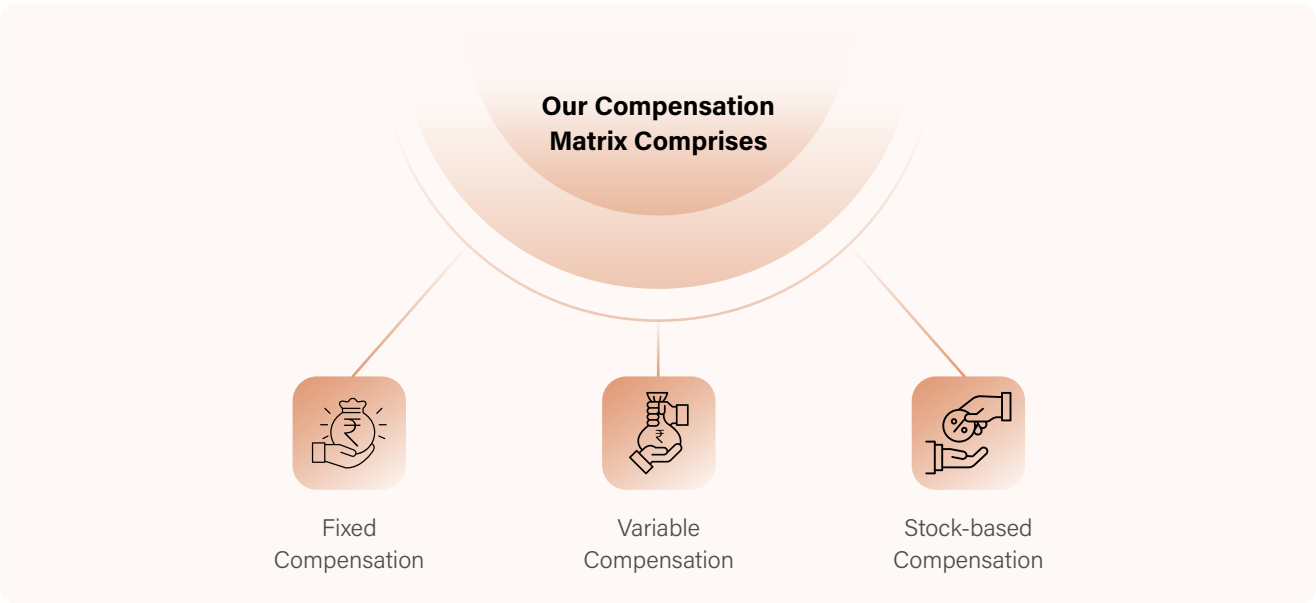 Our Compensation
Matrix Comprises
₹
₹
%
Fixed
Compensation
Variable
Compensation
Stock-based
Compensation